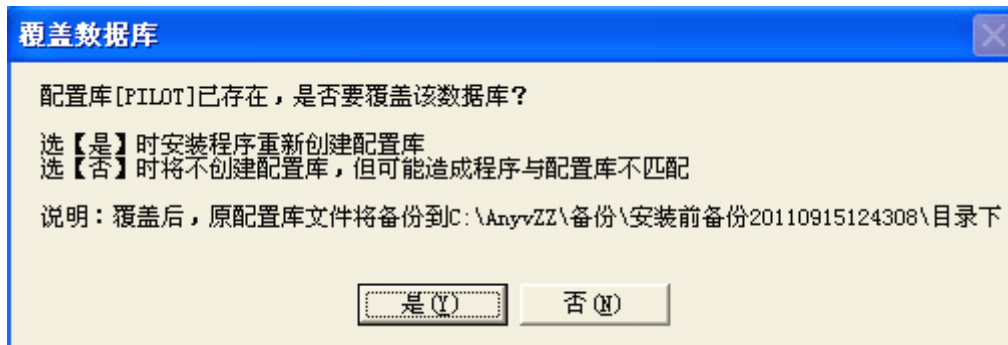 覆盖数据库
配置库[PILOT]已存在，是否要覆盖该数据库?
选【是】时安装程序重新创建配置库
选【否】时将不创建配置库，但可能造成程序与配置库不匹配
说明：覆盖后，原配置库文件将备份到C:\AnyvZZ\备份\安装前备份20110915124308\目录下
是(Y) 否(N)